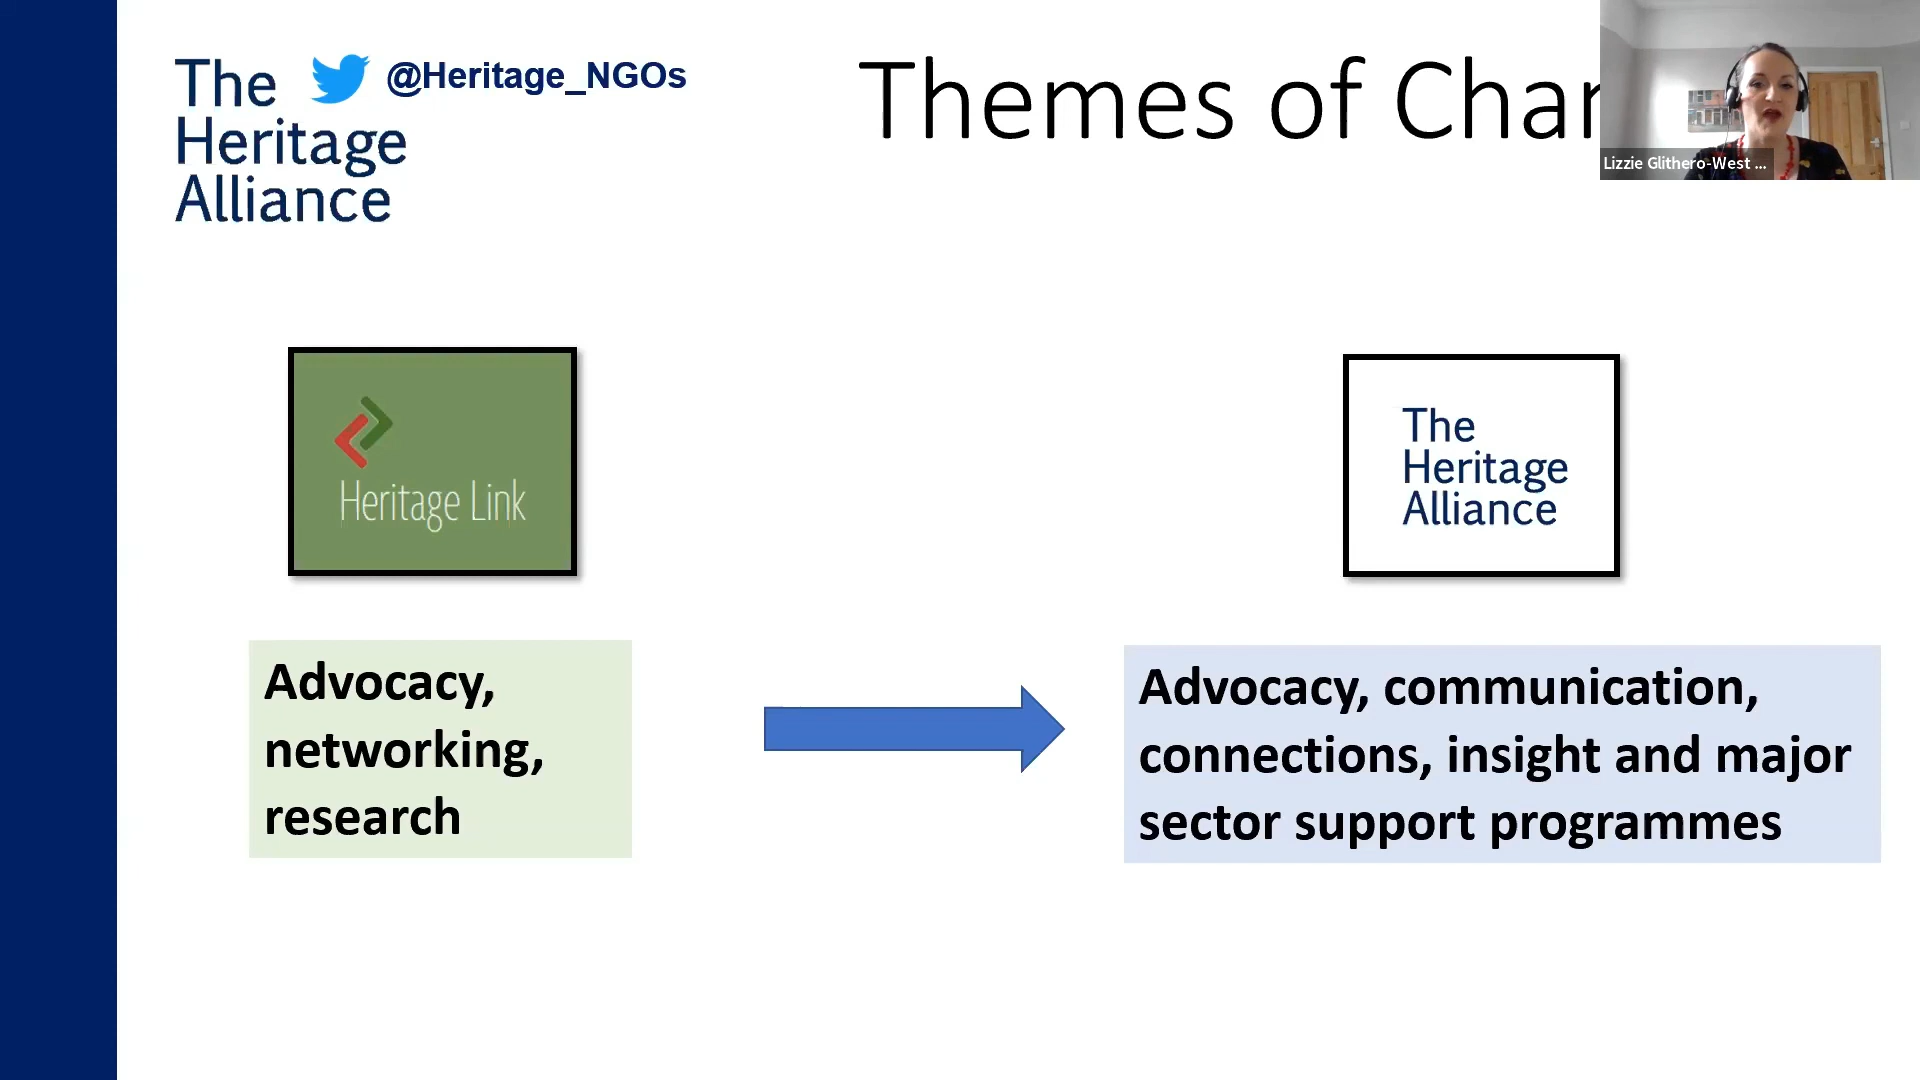 The
Heritage
Alliance
@Heritage_NGOs
Themes of Char
Lizzie Glithero-West ...
Heritage Link
The
Heritage
Alliance
Advocacy,
networking,
research
Advocacy, communication,
connections, insight and major
sector support programmes